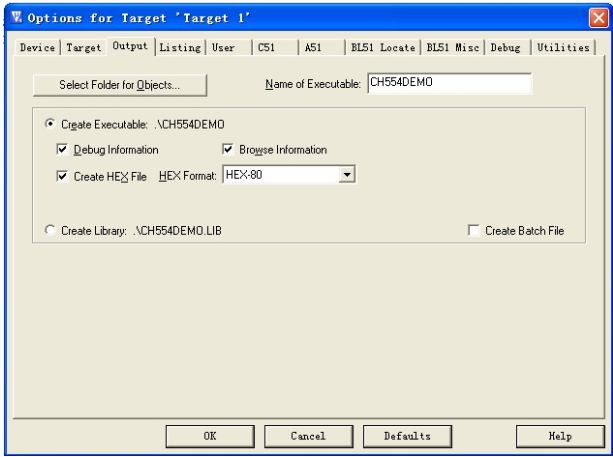 Options for Target 'Target 1'
Device Target Output Listing User C51 A51 BL51 Locate BL51 Misc Debug Utilities
Select Folder for Objects... Name of Executable: CH554DEMO
Create Executable: .\CH554DEMO
Debug Information Browse Information
Create HEX File HEX Format: HEX-80
Create Library: .\CH554DEMO.LIB Create Batch File
OK Cancel Defaults Help